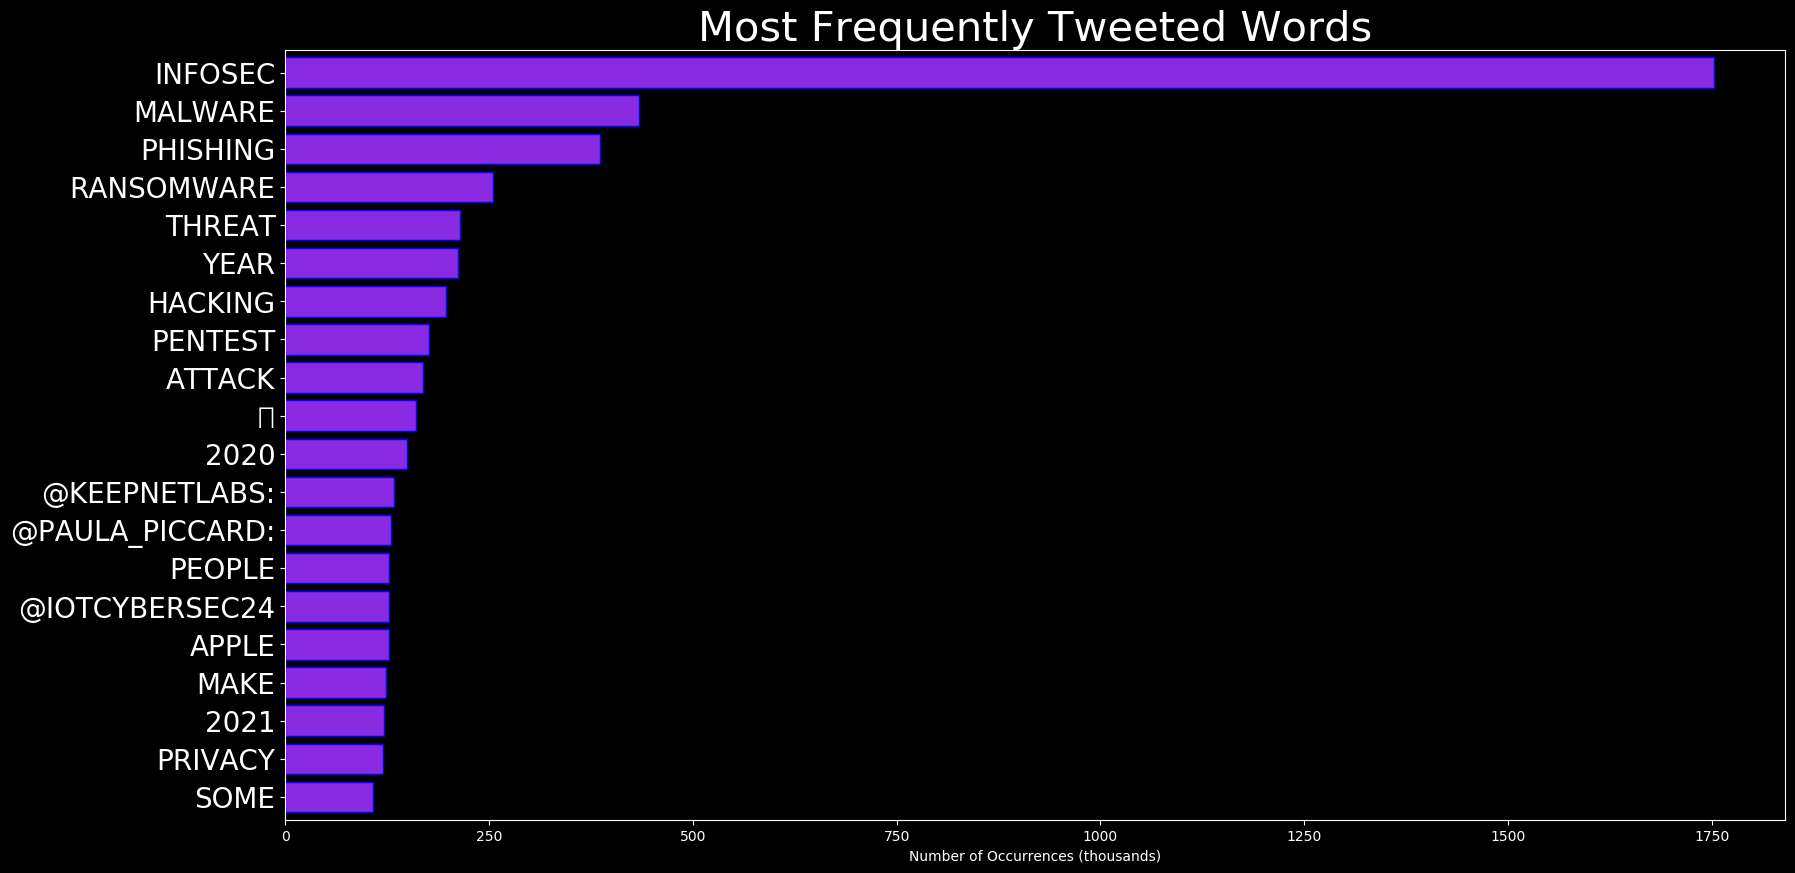 Most Frequently Tweeted Words
INFOSEC
MALWARE
PHISHING
RANSOMWARE
THREAT
YEAR
HACKING
PENTEST
ATTACK
2020
@KEEPNETLABS:
@PAULA_PICCARD:
PEOPLE
@IOTCYBERSEC24
APPLE
MAKE
2021
PRIVACY
SOME
0 250 500 750 1000 1250 1500 1750
Number of Occurrences (thousands)